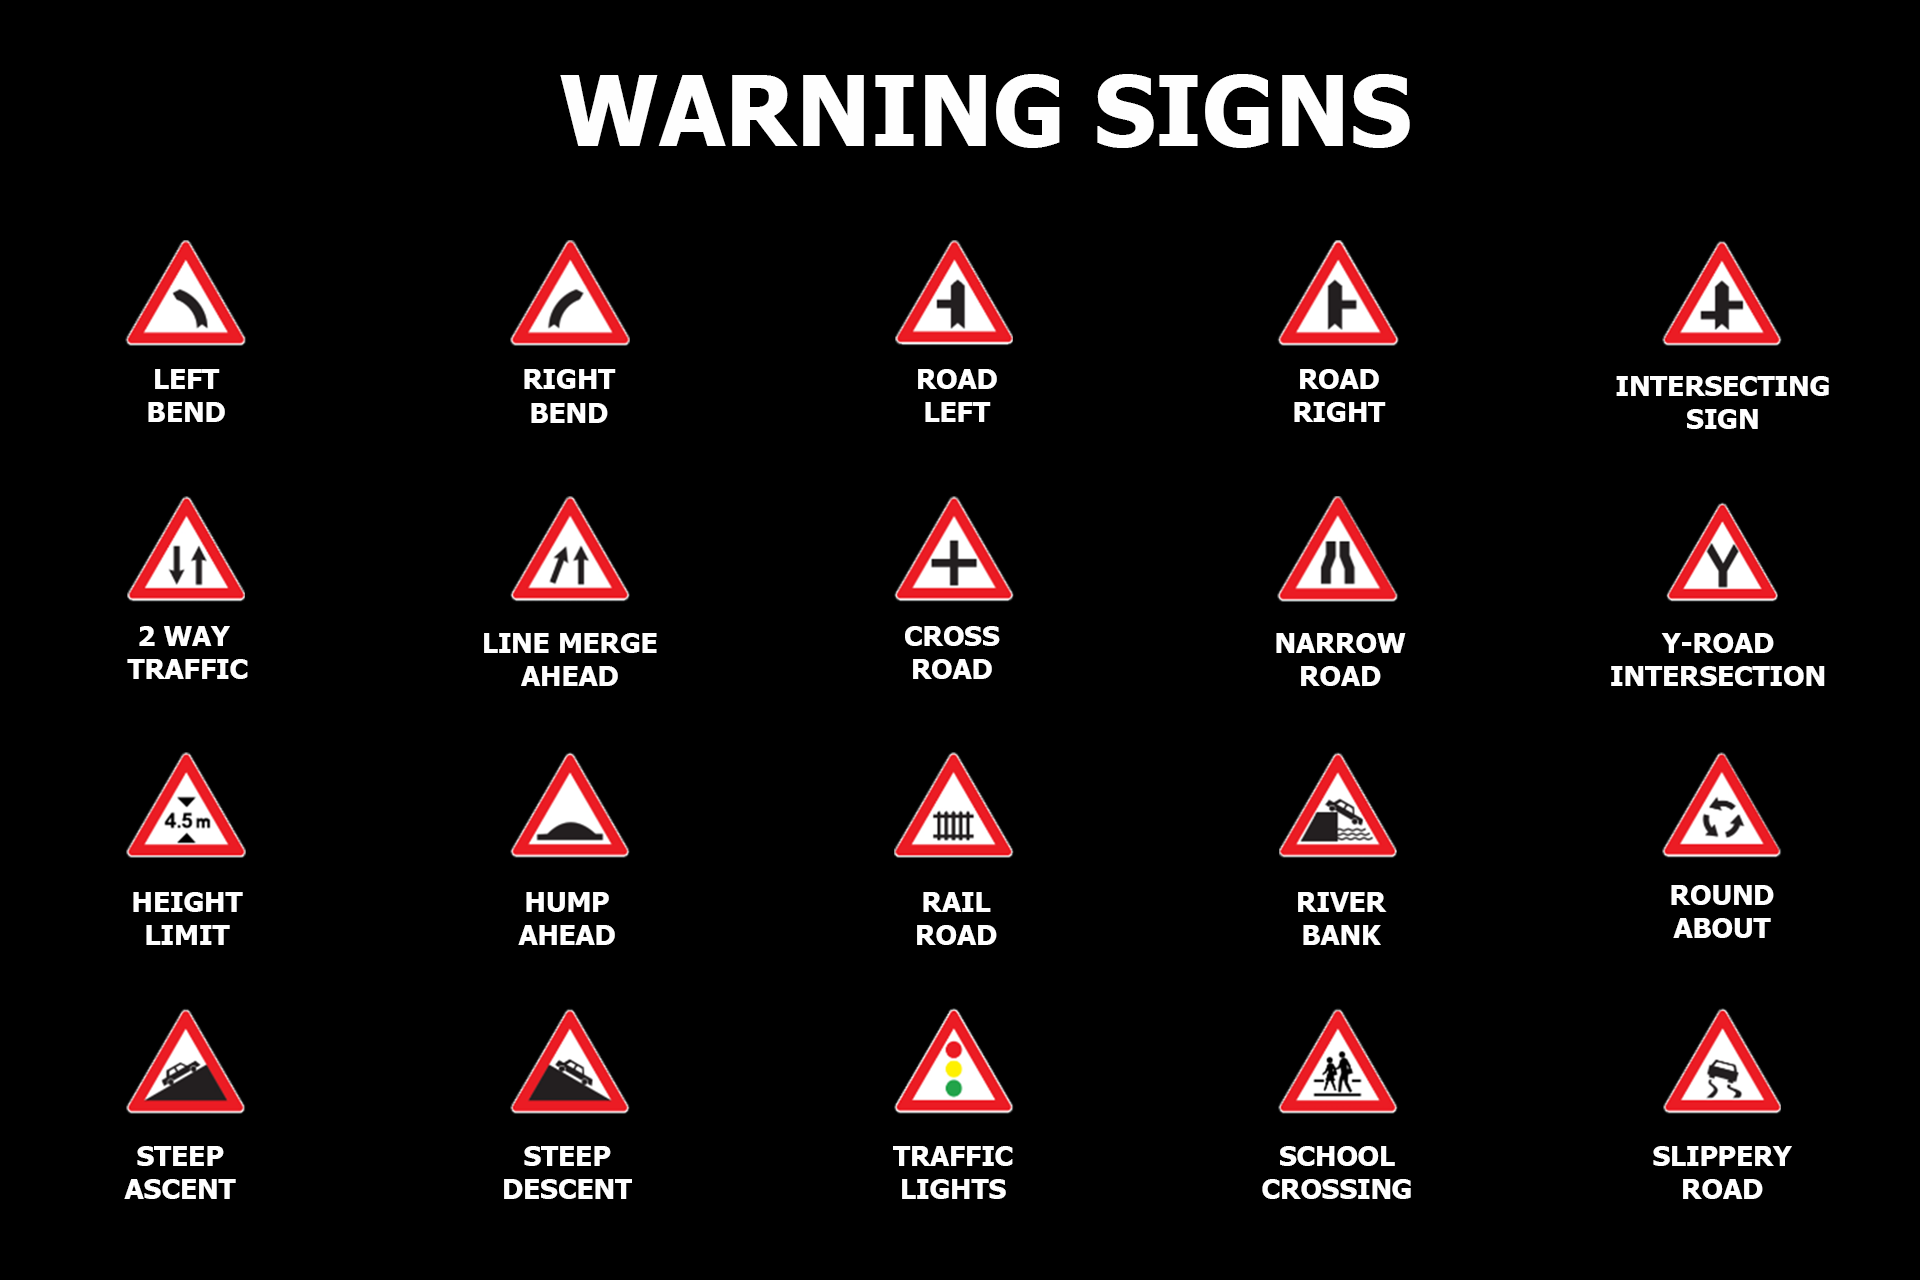 WARNING SIGNS
LEFT
BEND
RIGHT
BEND
ROAD
LEFT
ROAD
RIGHT
INTERSECTING
SIGN
2 WAY
TRAFFIC
LINE MERGE
AHEAD
CROSS
ROAD
NARROW
ROAD
Y-ROAD
INTERSECTION
4.5 m
HEIGHT
LIMIT
HUMP
AHEAD
RAIL
ROAD
RIVER
BANK
ROUND
ABOUT
STEEP
ASCENT
STEEP
DESCENT
TRAFFIC
LIGHTS
SCHOOL
CROSSING
SLIPPERY
ROAD